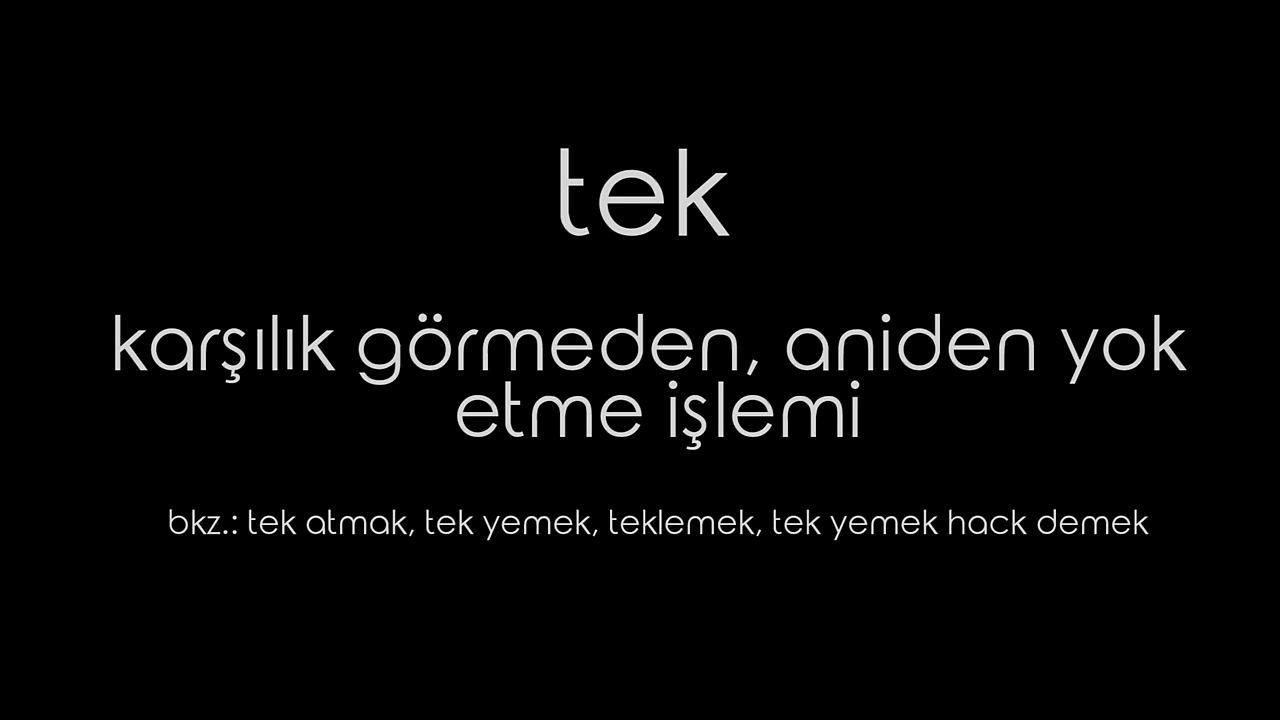 tek
karşılık görmeden, aniden yok
etme işlemi
bkz.: tek atmak, tek yemek, teklemek, tek yemek hack demek